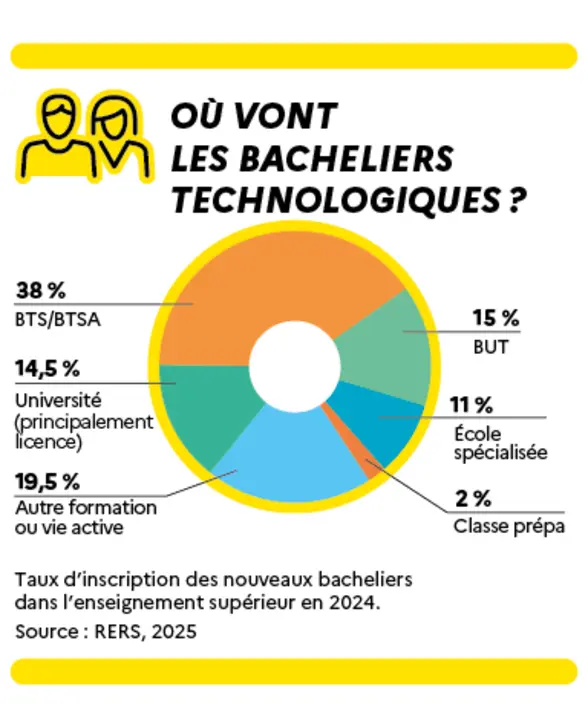 OÙ VONT
LES BACHELIERS
TECHNOLOGIQUES ?
38 %
BTS/BTSA
14,5 %
Université
(principalement
licence)
19,5 %
Autre formation
ou vie active
15 %
BUT
11 %
École
spécialisée
2 %
Classe prépa
Taux d’inscription des nouveaux bacheliers
dans l’enseignement supérieur en 2024.
Source : RERS, 2025